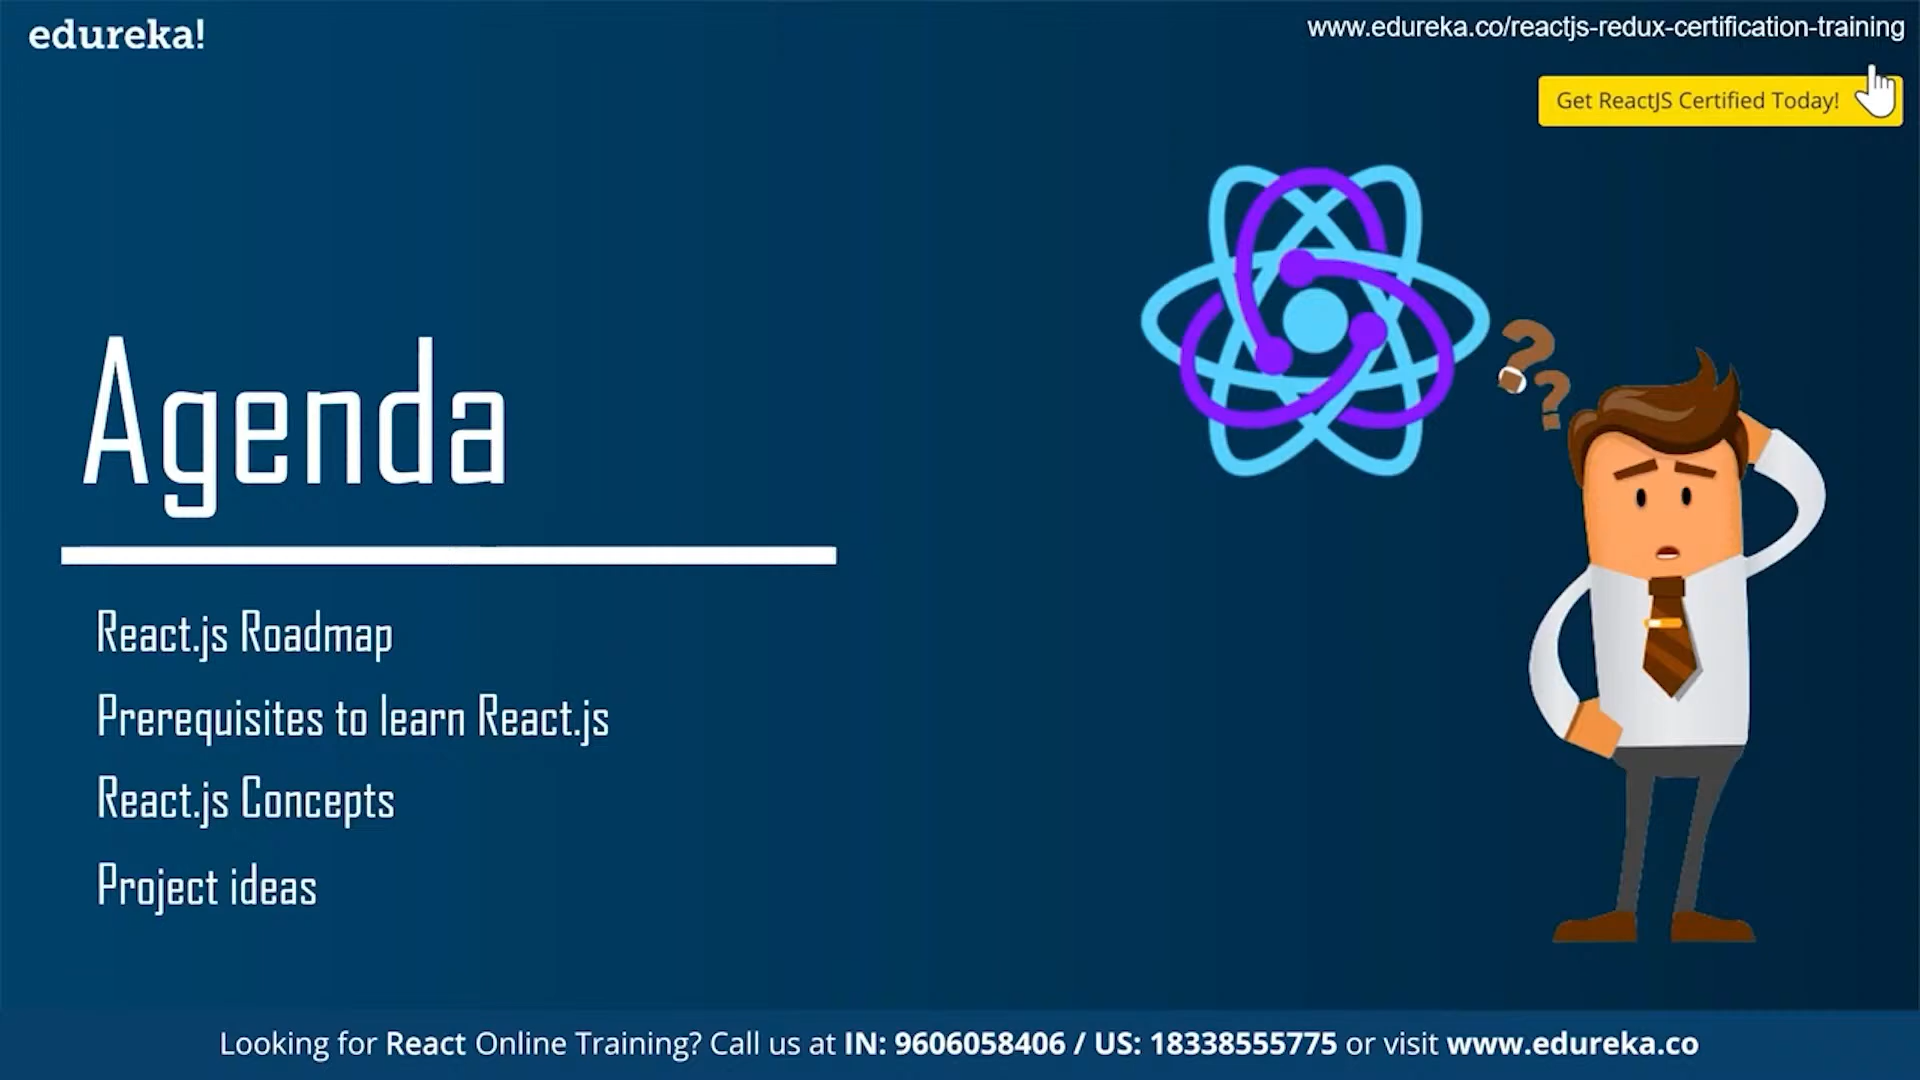 edureka!
www.edureka.co/reactjs-redux-certification-training
Get ReactJS Certified Today!
??
Agenda
React.js Roadmap
Prerequisites to learn React.js
React.js Concepts
Project ideas
Looking for React Online Training? Call us at IN: 9606058406 / US: 18338555775 or visit www.edureka.co